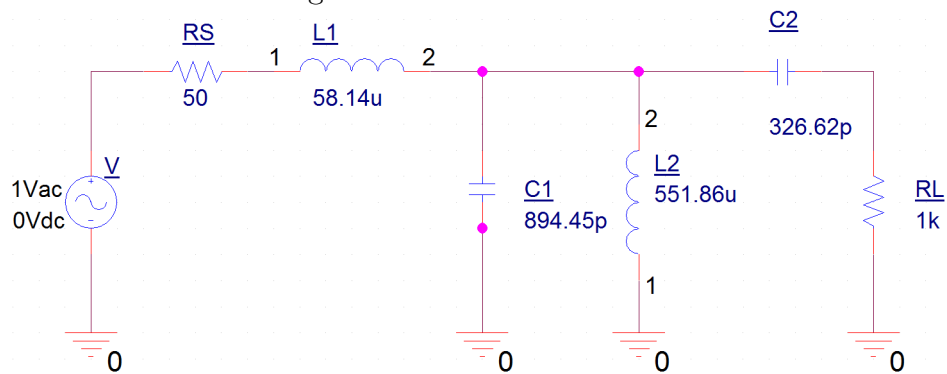 RS
L1
C2
1
2
50
58.14u
326.62p
2
V
1Vac
0Vdc
+
-
C1
894.45p
L2
551.86u
RL
1k
1
0
0
0
0